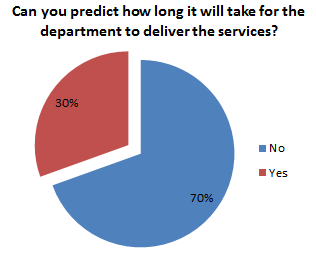 Can you predict how long it will take for the
department to deliver the services?
30%
No
Yes
70%